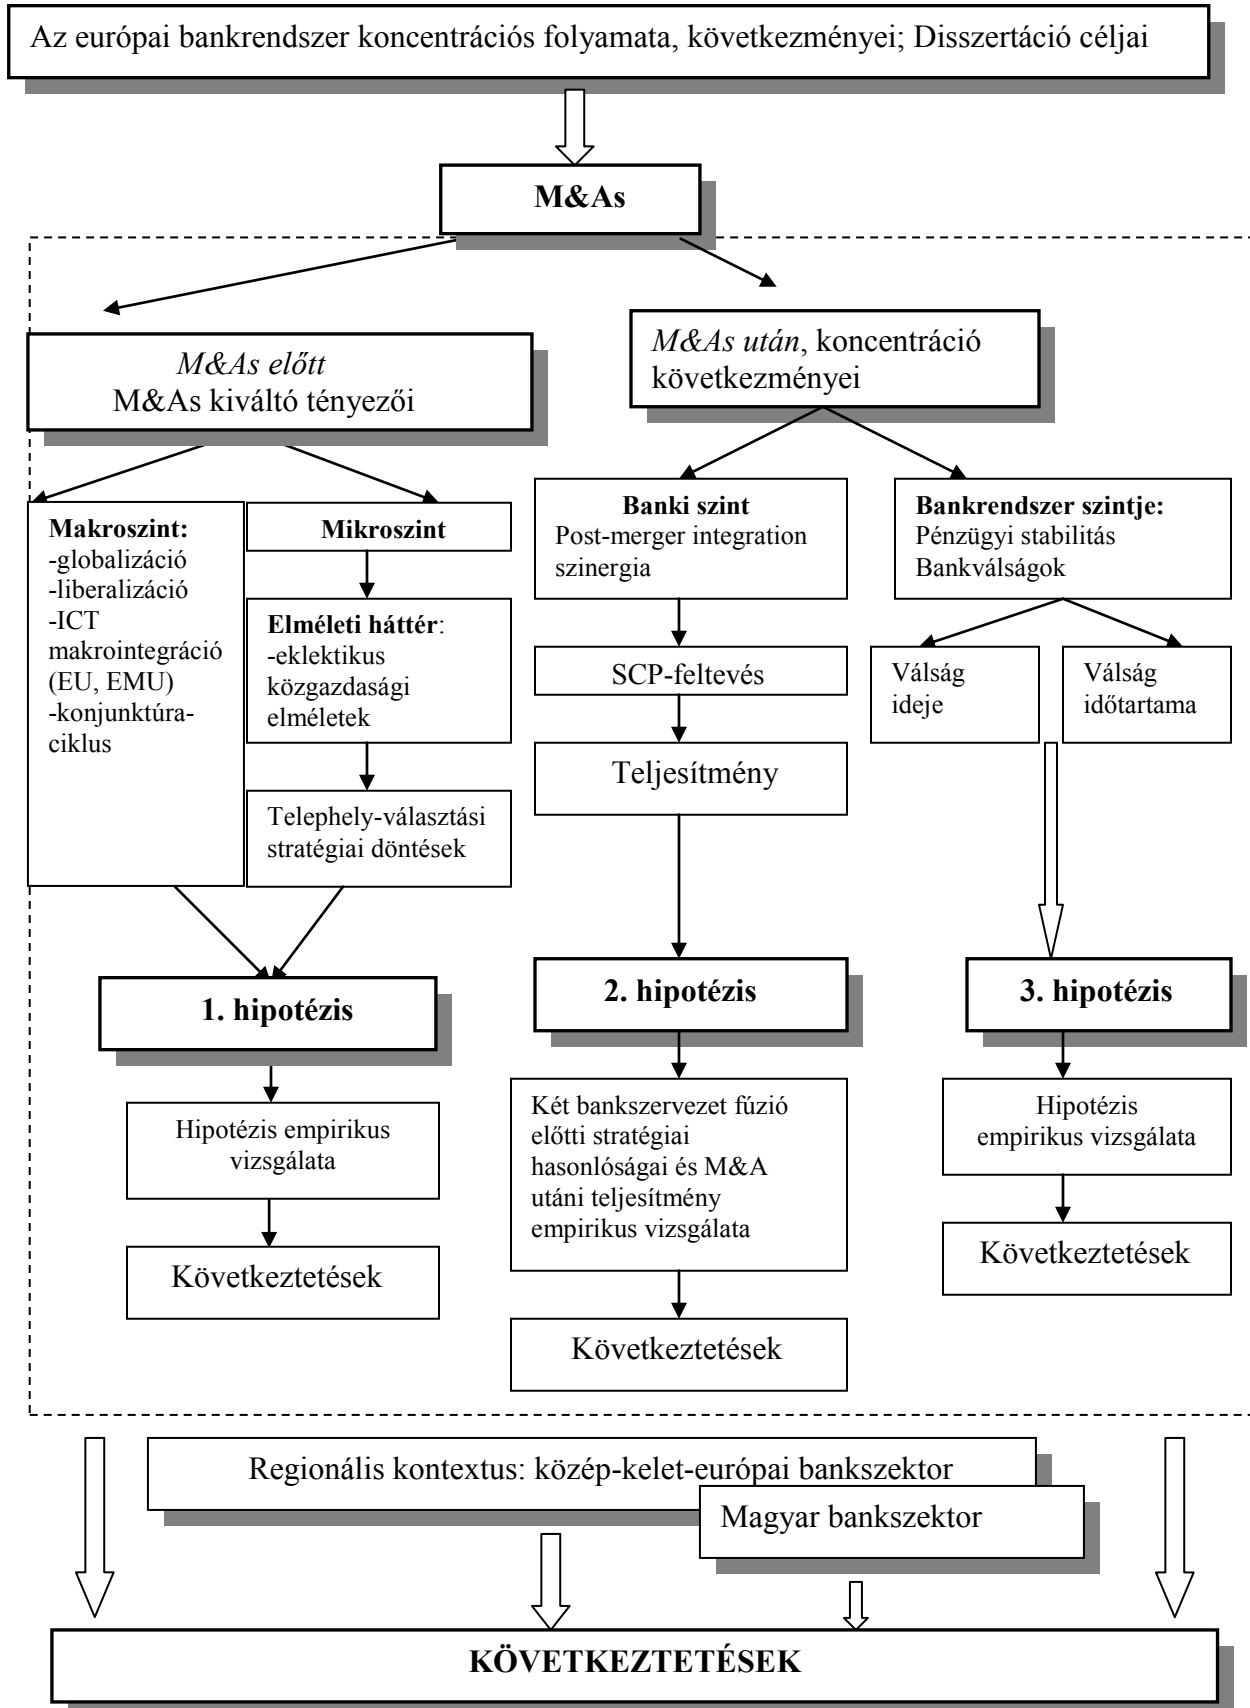 Az európai bankrendszer koncentrációs folyamata, következményei; Disszertáció céljai
M&As
M&As előtt
M&As kiváltó tényezői
M&As után, koncentráció
következményei
Makroszint:
-globalizáció
-liberalizáció
-ICT
makrointegráció
(EU, EMU)
-konjunktúra-
ciklus
Mikroszint
Elméleti háttér:
-eklektikus
közgazdasági
elméletek
Telephely-választási
stratégiai döntések
Banki szint
Post-merger integration
szinergia
SCP-feltevés
Teljesítmény
Bankrendszer szintje:
Pénzügyi stabilitás
Bankválságok
Válság
ideje
Válság
időtartama
1. hipotézis
2. hipotézis
3. hipotézis
Hipotézis empirikus
vizsgálata
Következtetések
Két bankszervezet fúzió
előtti stratégiai
hasonlóságai és M&A
utáni teljesítmény
empirikus vizsgálata
Következtetések
Hipotézis
empirikus vizsgálata
Következtetések
Regionális kontextus: közép-kelet-európai bankszektor
Magyar bankszektor
KÖVETKEZTETÉSEK